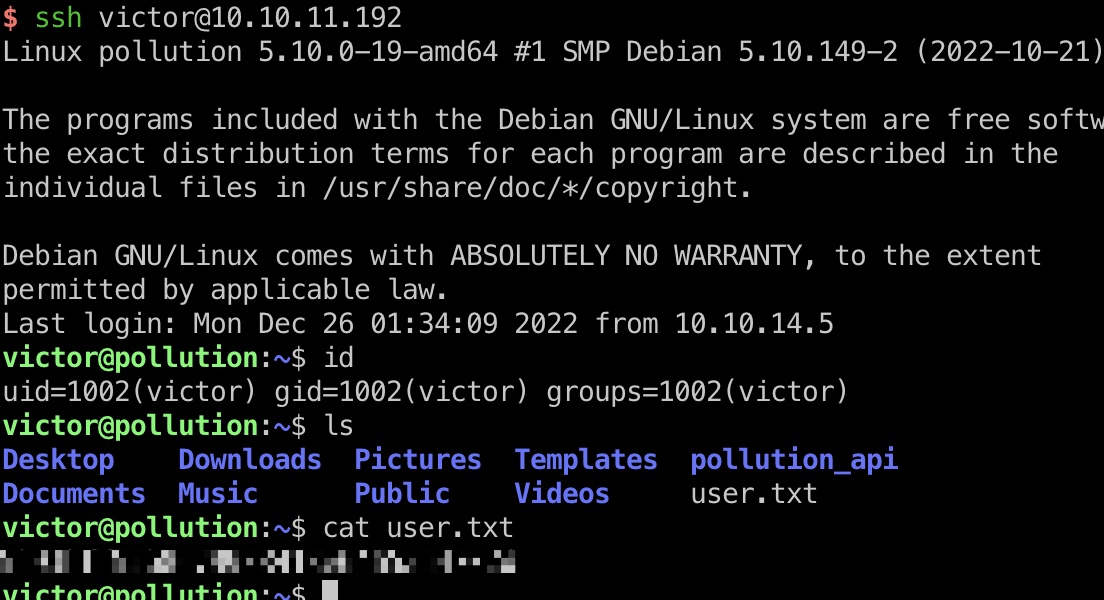 $ ssh victor@10.10.11.192
Linux pollution 5.10.0-19-amd64 #1 SMP Debian 5.10.149-2 (2022-10-21)
The programs included with the Debian GNU/Linux system are free softw
the exact distribution terms for each program are described in the
individual files in /usr/share/doc/*/copyright.
Debian GNU/Linux comes with ABSOLUTELY NO WARRANTY, to the extent
permitted by applicable law.
Last login: Mon Dec 26 01:34:09 2022 from 10.10.14.5
victor@pollution:~$ id
uid=1002(victor) gid=1002(victor) groups=1002(victor)
victor@pollution:~$ ls
Desktop Downloads Pictures Templates pollution_api
Documents Music Public Videos user.txt
victor@pollution:~$ cat user.txt
victor@pollution:~$